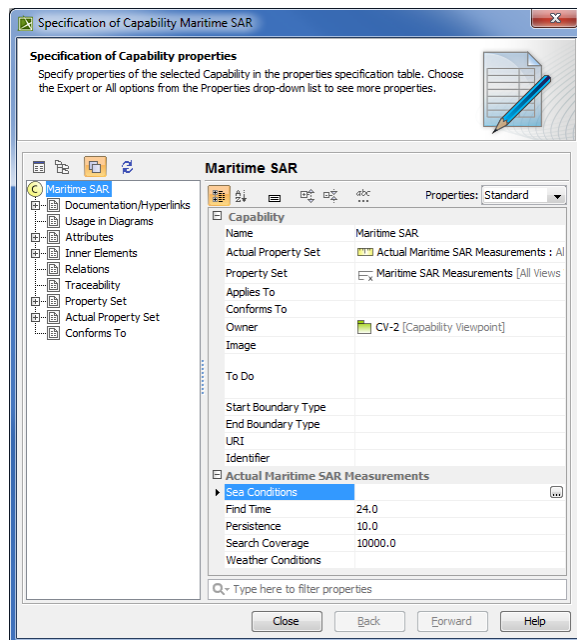 Specification of Capability Maritime SAR
Specification of Capability properties
Specify properties of the selected Capability in the properties specification table. Choose
the Expert or All options from the Properties drop-down list to see more properties.
Maritime SAR
Properties: Standard
Maritime SAR
Documentation/Hyperlinks
Usage in Diagrams
Attributes
Inner Elements
Relations
Traceability
Property Set
Actual Property Set
Conforms To
Capability
Name Maritime SAR
Actual Property Set Actual Maritime SAR Measurements : Al
Property Set Maritime SAR Measurements [All Views
Applies To
Conforms To
Owner CV-2 [Capability Viewpoint]
Image
To Do
Start Boundary Type
End Boundary Type
URI
Identifier
Actual Maritime SAR Measurements
Sea Conditions ...
Find Time 24.0
Persistence 10.0
Search Coverage 10000.0
Weather Conditions
Type here to filter properties
Close Back Forward Help